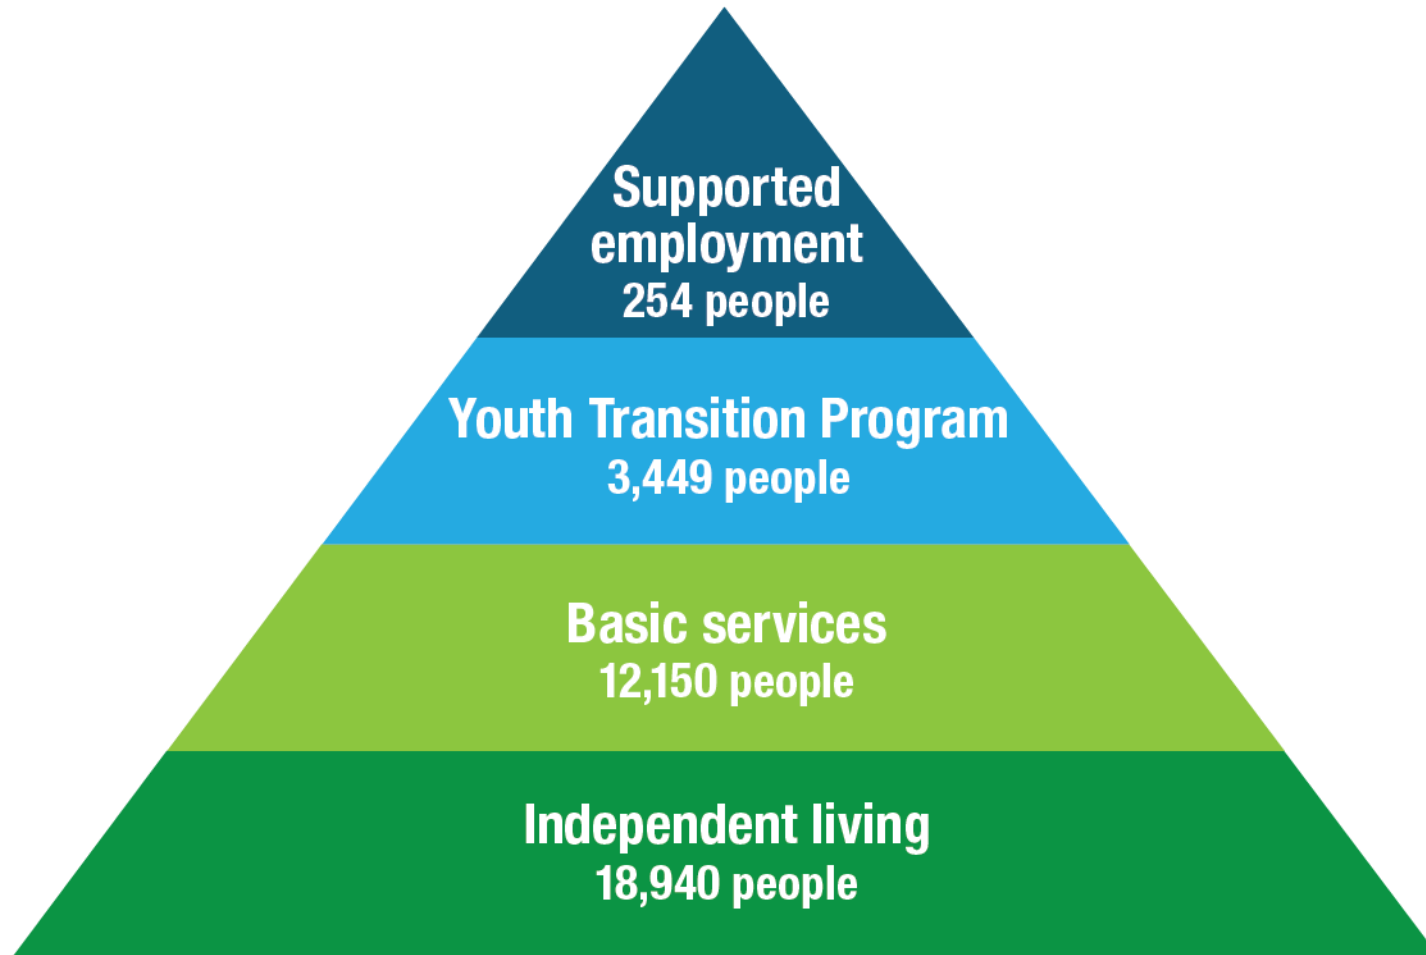 Supported
employment
254 people
Youth Transition Program
3,449 people
Basic services
12,150 people
Independent living
18,940 people